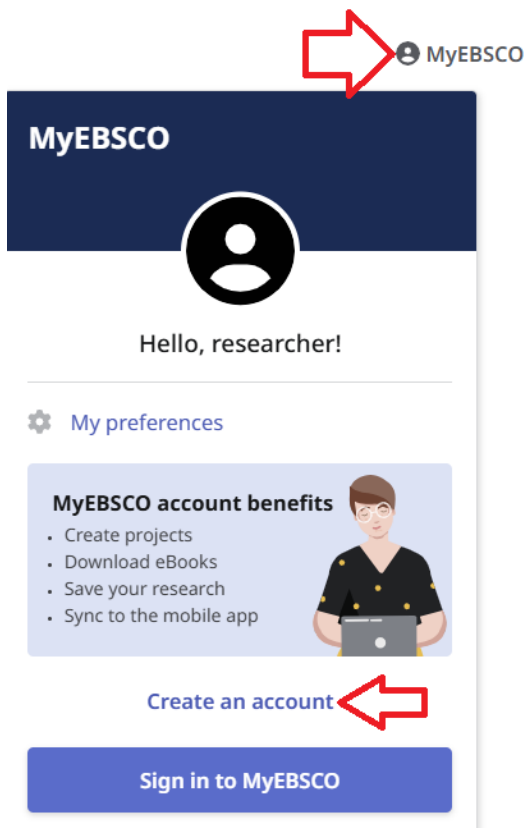 MyEBSCO
MyEBSCO
Hello, researcher!
My preferences
MyEBSCO account benefits
• Create projects
• Download eBooks
• Save your research
• Sync to the mobile app
Create an account
Sign in to MyEBSCO